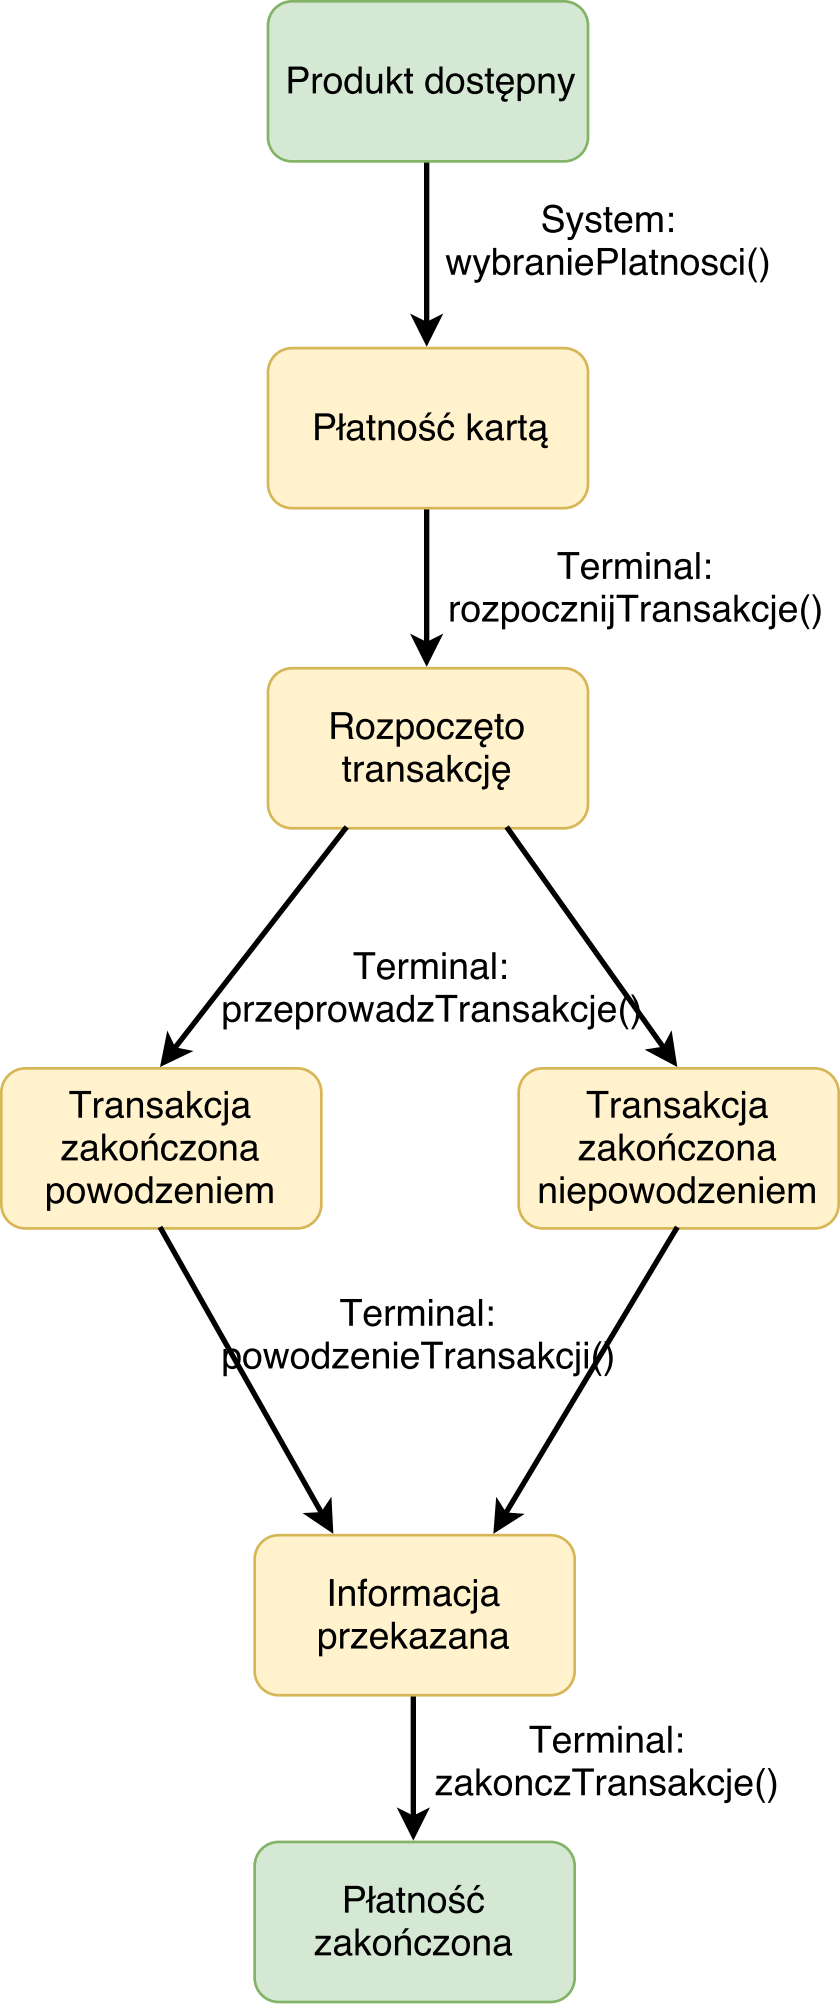 Produkt dostępny
System:
wybraniePlatnosci()
Płatność kartą
Terminal:
rozpocznijTransakcje()
Rozpoczęto
transakcję
Terminal:
przeprowadzTransakcje()
Transakcja
zakończona
powodzeniem
Transakcja
zakończona
niepowodzeniem
Terminal:
powodzenieTransakcji()
Informacja
przekazana
Terminal:
zakonczTransakcje()
Płatność
zakończona